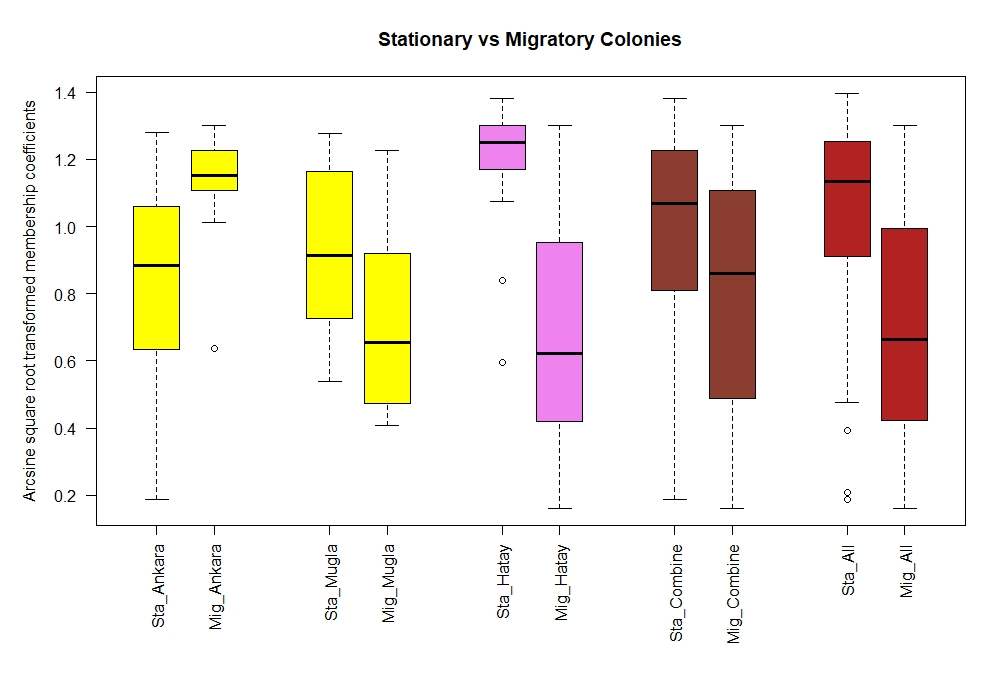 Stationary vs Migratory Colonies
Arcsine square root transformed membership coefficients
1.4
1.2
1.0
0.8
0.6
0.4
0.2
Sta_Ankara
Mig_Ankara
Sta_Mugla
Mig_Mugla
Sta_Hatay
Mig_Hatay
Sta_Combine
Mig_Combine
Sta_All
Mig_All